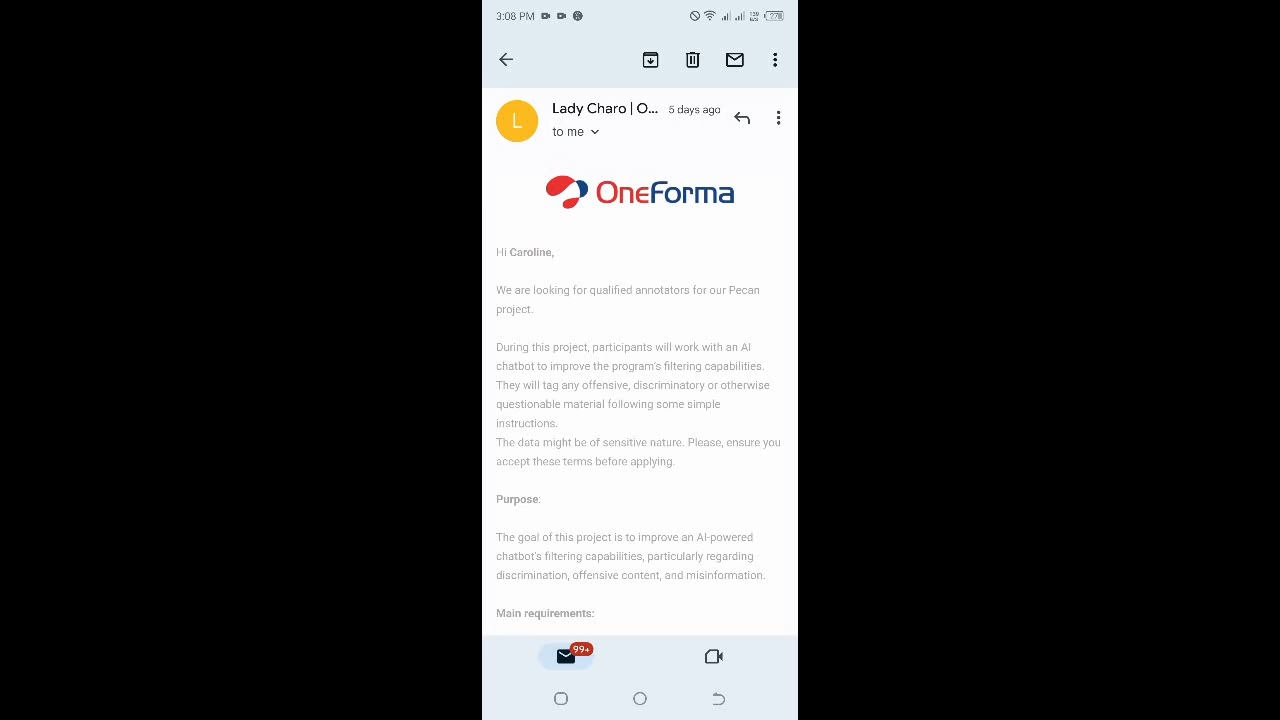 3:08 PM
27
Lady Charo | O... 5 days ago
L
to me
OneForma
Hi Caroline,
We are looking for qualified annotators for our Pecan
project.
During this project, participants will work with an AI
chatbot to improve the program's filtering capabilities.
They will tag any offensive, discriminatory or otherwise
questionable material following some simple
instructions.
The data might be of sensitive nature. Please, ensure you
accept these terms before applying.
Purpose:
The goal of this project is to improve an AI-powered
chatbot's filtering capabilities, particularly regarding
discrimination, offensive content, and misinformation.
Main requirements:
99+